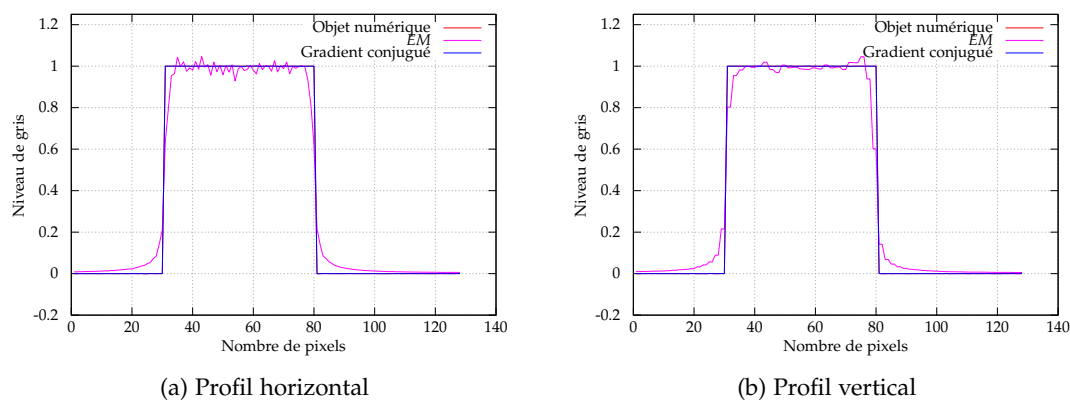 1.2
1
0.8
0.6
0.4
0.2
0
-0.2
0 20 40 60 80 100 120 140
Niveau de gris
Nombre de pixels
Objet numérique
EM
Gradient conjugué
(a) Profil horizontal
1.2
1
0.8
0.6
0.4
0.2
0
-0.2
0 20 40 60 80 100 120 140
Niveau de gris
Nombre de pixels
Objet numérique
EM
Gradient conjugué
(b) Profil vertical